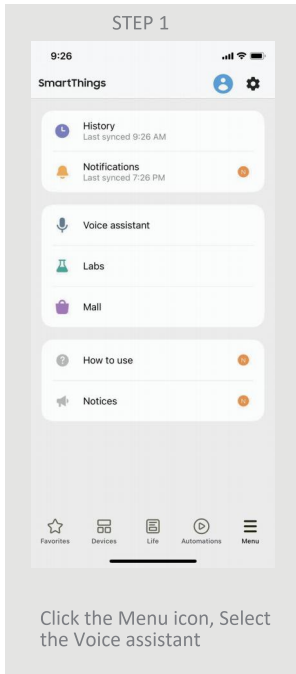 STEP 1
9:26
SmartThings
History
Last synced 9:26 AM
Notifications
Last synced 7:26 PM
N
Voice assistant
Labs
Mall
How to use
N
Notices
N
Favorites Devices Life Automations Menu
Click the Menu icon, Select
the Voice assistant